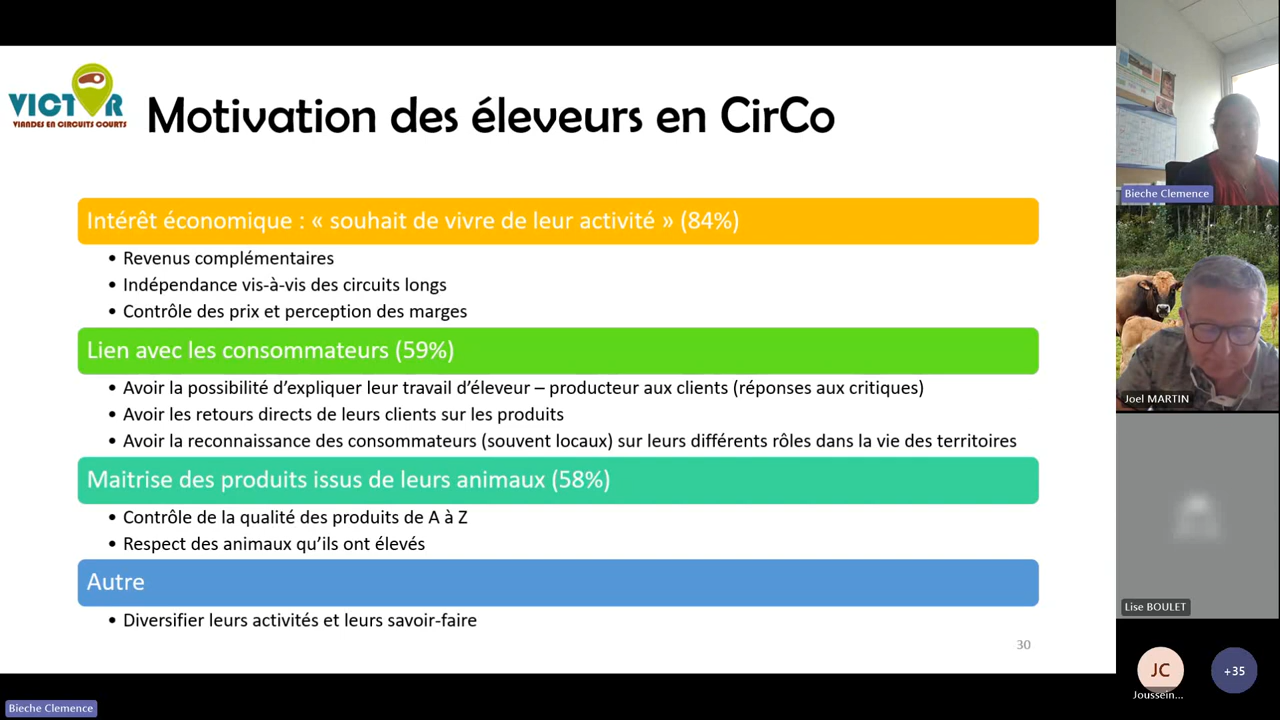 VICTOR
VIANDES EN CIRCUITS COURTS
Motivation des éleveurs en CirCo
Intérêt économique : « souhait de vivre de leur activité » (84%)
• Revenus complémentaires
• Indépendance vis-à-vis des circuits longs
• Contrôle des prix et perception des marges
Lien avec les consommateurs (59%)
• Avoir la possibilité d’expliquer leur travail d’éleveur – producteur aux clients (réponses aux critiques)
• Avoir les retours directs de leurs clients sur les produits
• Avoir la reconnaissance des consommateurs (souvent locaux) sur leurs différents rôles dans la vie des territoires
Maitrise des produits issus de leurs animaux (58%)
• Contrôle de la qualité des produits de A à Z
• Respect des animaux qu’ils ont élevés
Autre
• Diversifier leurs activités et leurs savoir-faire
30
Bieche Clemence
Joel MARTIN
Lise BOULET
JC
Joussein...
+35
Bieche Clemence